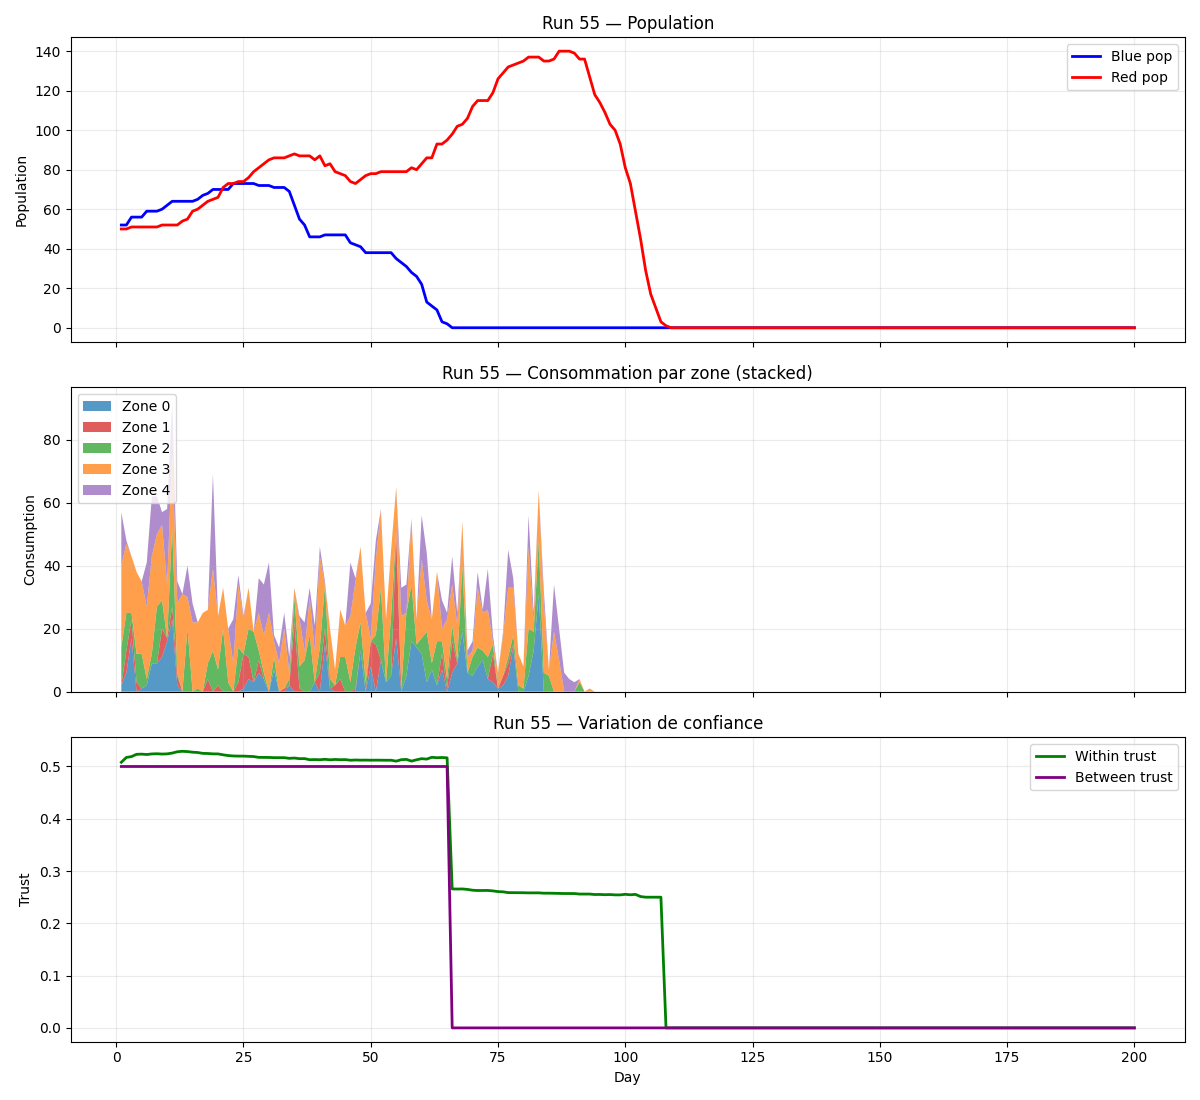 Run 55 — Population
140
120
100
80
60
40
20
0
Population
Blue pop
Red pop
Run 55 — Consommation par zone (stacked)
80
60
40
20
0
Consumption
Zone 0
Zone 1
Zone 2
Zone 3
Zone 4
Run 55 — Variation de confiance
0.5
0.4
0.3
0.2
0.1
0.0
Trust
Within trust
Between trust
0 25 50 75 100 125 150 175 200
Day